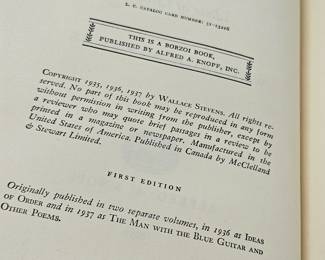 L. C. CATALOG CARD NUMBER: 52-13226
THIS IS A BORZOI BOOK,
PUBLISHED BY ALFRED A. KNOPF, INC.
COPYRIGHT 1935, 1936, 1937 BY WALLACE STEVENS. All rights re-
served. No part of this book may be reproduced in any form
without permission in writing from the publisher, except by
a reviewer who may quote brief passages in a review to be
printed in a magazine or newspaper. Manufactured in the
United States of America. Published in Canada by McClelland
& Stewart Limited.
FIRST EDITION
Originally published in two separate volumes, in 1936 as IDEAS
OF ORDER and in 1937 as THE MAN WITH THE BLUE GUITAR AND
OTHER POEMS.